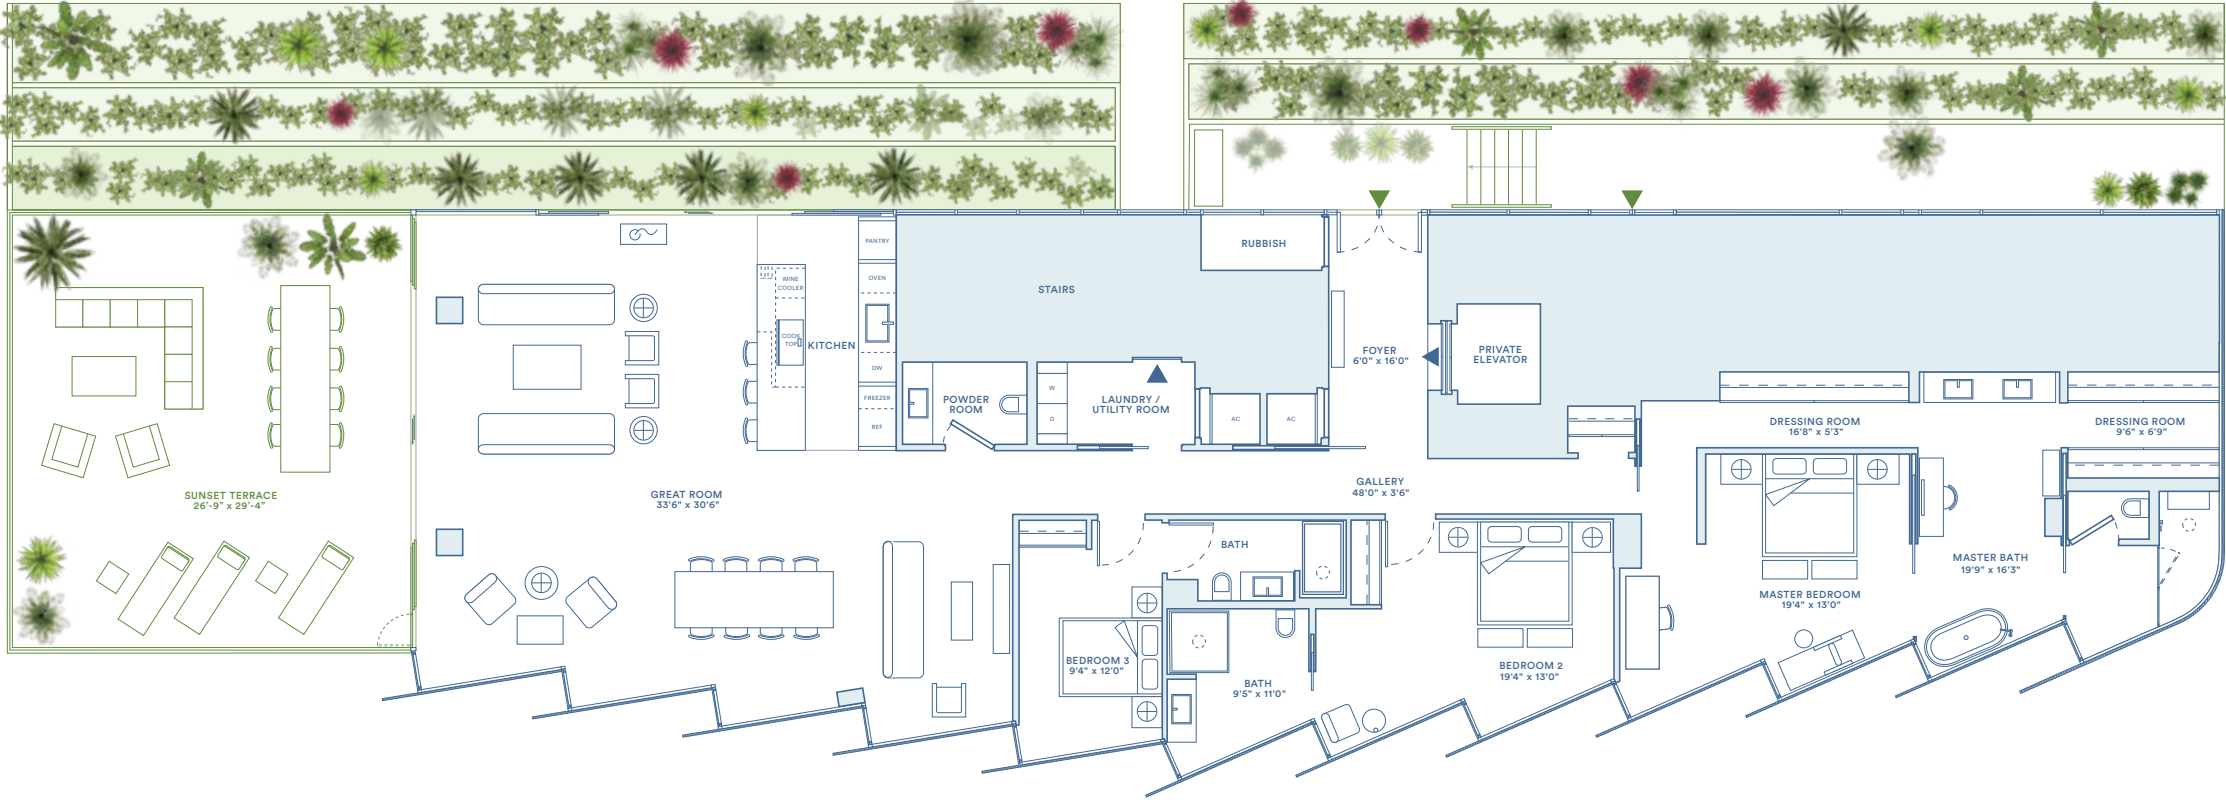 RUBBISH
PANTRY
OVEN
WINE
COOLER
STAIRS
COOK
TOP
KITCHEN
FOYER
6'0" x 16'0"
PRIVATE
ELEVATOR
DW
FREEZER
REF
POWDER
ROOM
W
D
LAUNDRY /
UTILITY ROOM
AC
AC
DRESSING ROOM
16'8" x 5'3"
DRESSING ROOM
9'6" x 6'9"
SUNSET TERRACE
26'-9" x 29'-4"
GREAT ROOM
33'6" x 30'6"
GALLERY
48'0" x 3'6"
BATH
MASTER BATH
19'9" x 16'3"
MASTER BEDROOM
19'4" x 13'0"
BEDROOM 3
9'4" x 12'0"
BATH
9'5" x 11'0"
BEDROOM 2
19'4" x 13'0"